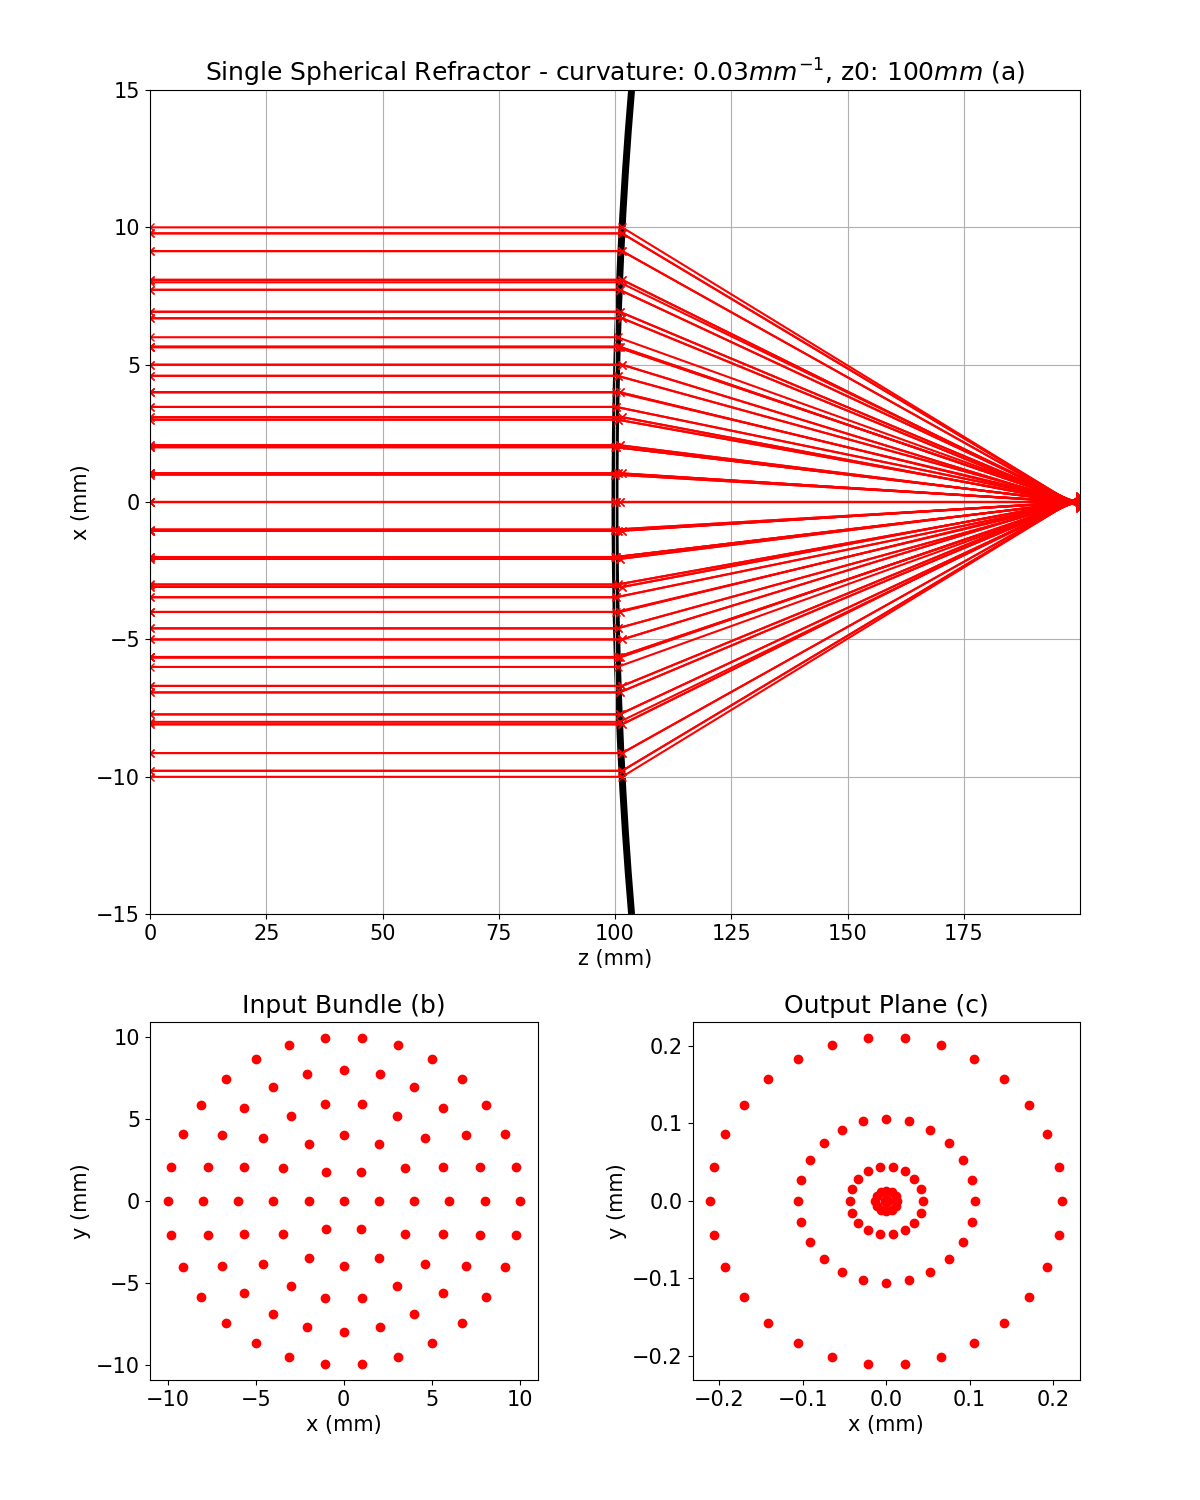 Single Spherical Refractor - curvature: 0.03mm⁻¹, z0: 100mm (a)
15
10
5
0
−5
−10
−15
x (mm)
0 25 50 75 100 125 150 175
z (mm)
Input Bundle (b)
10
5
0
−5
−10
y (mm)
−10 −5 0 5 10
x (mm)
Output Plane (c)
0.2
0.1
0.0
−0.1
−0.2
y (mm)
−0.2 −0.1 0.0 0.1 0.2
x (mm)